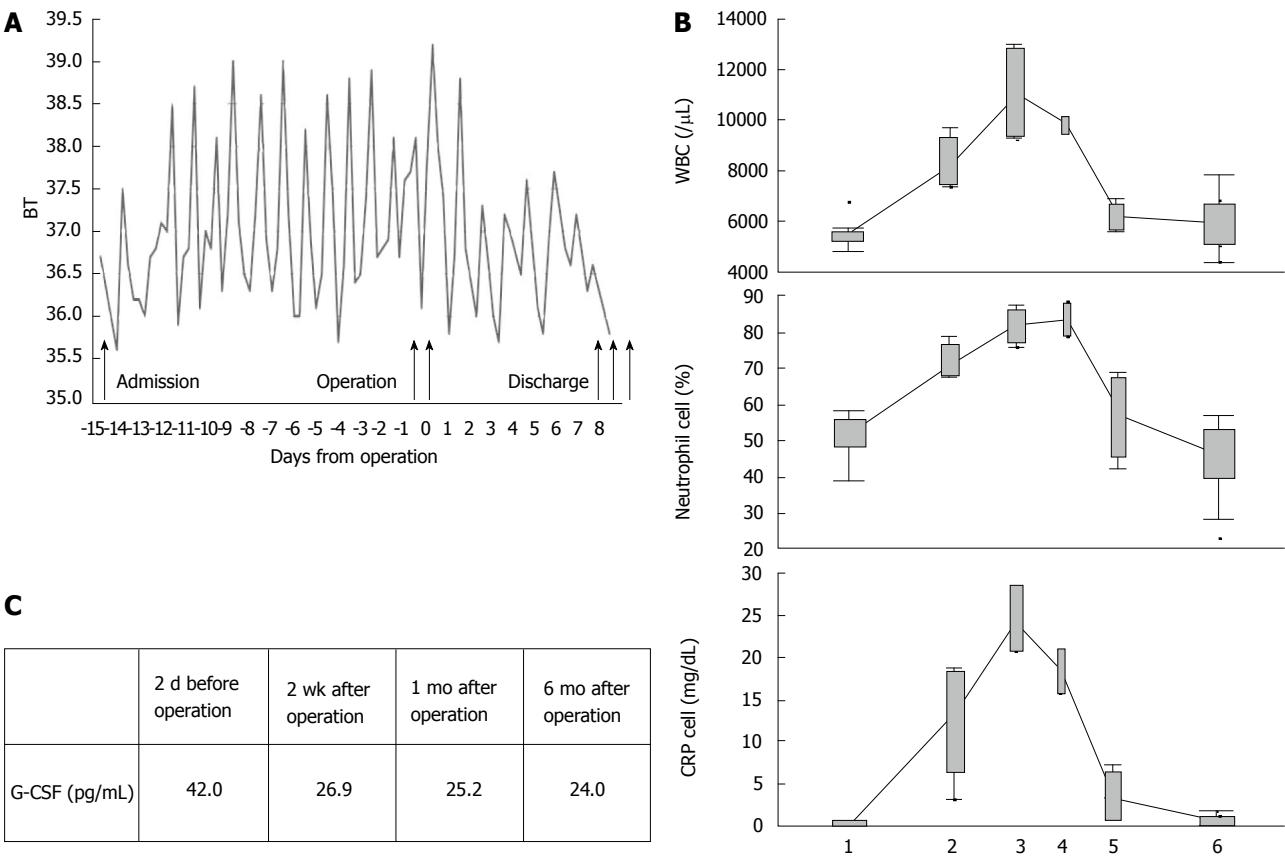 A
BT
39.5
39.0
38.5
38.0
37.5
37.0
36.5
36.0
35.5
35.0
Admission Operation Discharge
-15-14-13-12-11-10-9 -8 -7 -6 -5 -4 -3 -2 -1 0 1 2 3 4 5 6 7 8
Days from operation
B
WBC (/μL)
14000
12000
10000
8000
6000
4000
Neutrophil cell (%)
90
80
70
60
50
40
30
20
CRP cell (mg/dL)
30
25
20
15
10
5
0
1 2 3 4 5 6
C
2 d before operation 2 wk after operation 1 mo after operation 6 mo after operation
G-CSF (pg/mL) 42.0 26.9 25.2 24.0